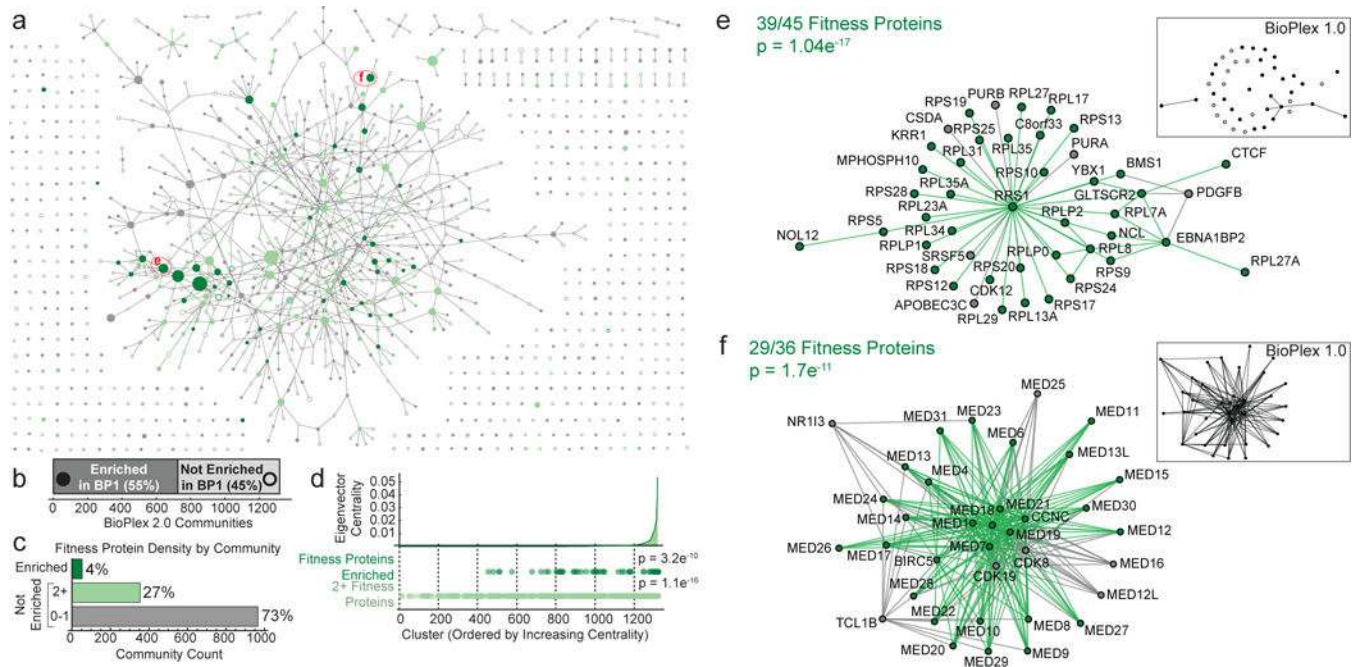 a
f
e
b
Enriched
in BP1 (55%)
Not Enriched
in BP1 (45%)
0 200 400 600 800 1000 1200
BioPlex 2.0 Communities
c
Fitness Protein Density by Community
Enriched
4%
Not
Enriched
2+
27%
0-1
73%
0 200 400 600 800 1000
Community Count
d
Eigenvector
Centrality
0.05
0.04
0.03
0.02
0.01
Fitness Proteins
Enriched
p = 3.2e-10
2+ Fitness
Proteins
p = 1.1e-16
0 200 400 600 800 1000 1200
Cluster (Ordered by Increasing Centrality)
e
39/45 Fitness Proteins
p = 1.04e-17
BioPlex 1.0
PURB
RPL27
RPL17
RPS19
CSDA
C8orf33
RPS13
KRR1
RPS25
RPL31
RPL35
PURA
MPHOSPH10
RPS10
YBX1
BMS1
CTCF
RPS28
RPL35A
RRS1
GLTSCR2
PDGFB
RPL23A
RPLP2
RPL7A
RPS5
RPL34
NCL
EBNA1BP2
NOL12
RPLP1
SRSF5
RPLP0
RPL8
RPS18
RPS20
RPS9
RPL27A
RPS12
CDK12
RPS24
APOBEC3C
RPS17
RPL29
RPL13A
f
29/36 Fitness Proteins
p = 1.7e-11
BioPlex 1.0
MED25
NR1I3
MED31
MED23
MED11
MED6
MED13
MED4
MED13L
MED15
MED24
MED21
MED30
MED18
CCNC
MED14
MED1
MED12
MED19
MED26
MED17
MED7
CDK8
MED16
BIRC5
CDK19
MED28
MED12L
TCL1B
MED22
MED10
MED8
MED27
MED20
MED29
MED9